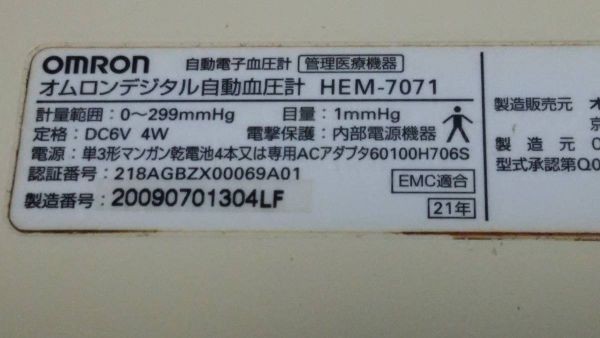 OMRON 自動電子血圧計 管理医療機器
オムロンデジタル自動血圧計 HEM-7071
計量範囲:0〜299mmHg 目量:1mmHg
定格:DC6V 4W 電撃保護:内部電源機器
電源:単3形マンガン乾電池4本又は専用ACアダプタ60100H706S
認証番号:218AGBZX00069A01 EMC適合
製造番号:20090701304LF 21年
製造販売元
京
製造元
型式承認第Q0